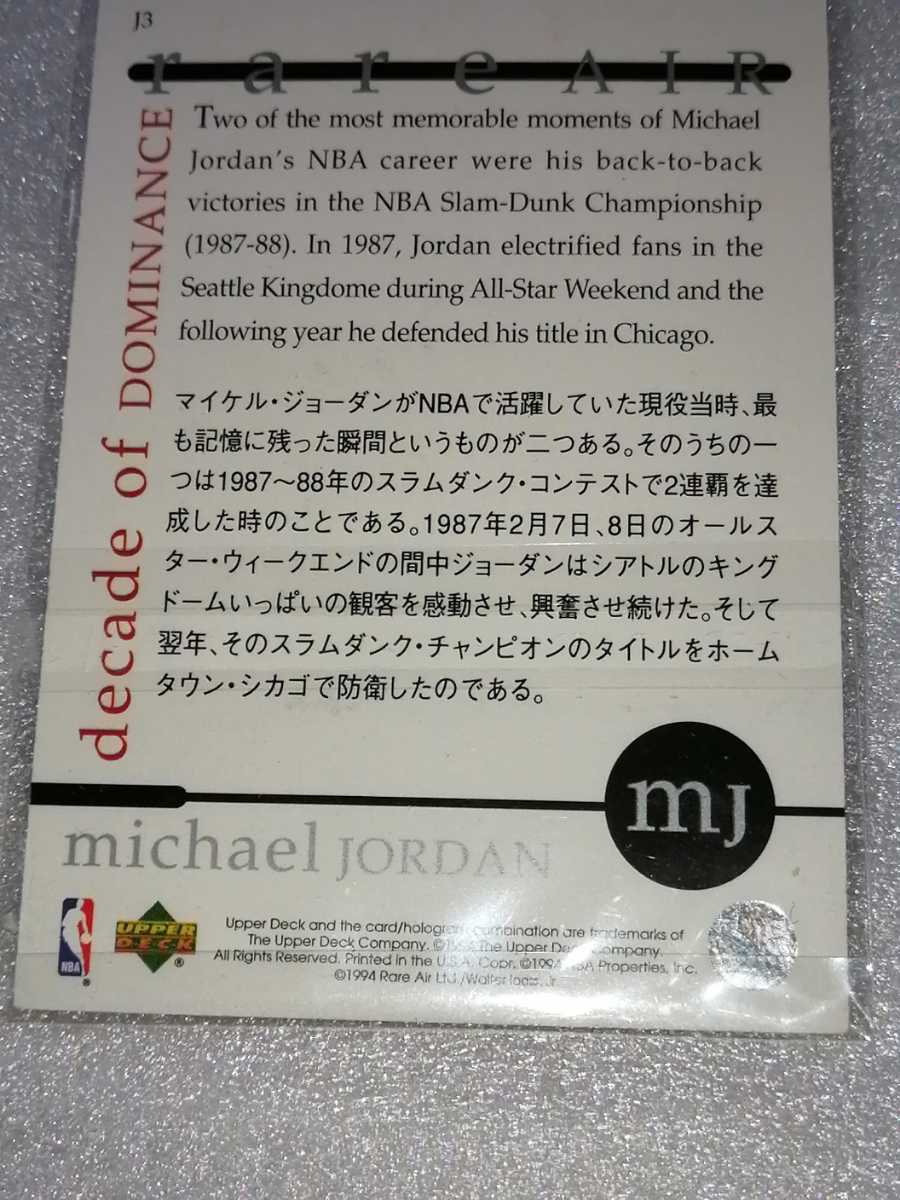 J3
rare AIR
decade of DOMINANCE
Two of the most memorable moments of Michael
Jordan's NBA career were his back-to-back
victories in the NBA Slam-Dunk Championship
(1987-88). In 1987, Jordan electrified fans in the
Seattle Kingdome during All-Star Weekend and the
following year he defended his title in Chicago.
マイケル・ジョーダンがNBAで活躍していた現役当時、最
も記憶に残った瞬間というものが二つある。そのうちの一
つは1987〜88年のスラムダンク・コンテストで2連覇を達
成した時のことである。1987年2月7日、8日のオールス
ター・ウィークエンドの間中ジョーダンはシアトルのキング
ドームいっぱいの観客を感動させ、興奮させ続けた。そして
翌年、そのスラムダンク・チャンピオンのタイトルをホーム
タウン・シカゴで防衛したのである。
mJ
michael JORDAN
NBA ®
UPPER DECK ®
Upper Deck and the card/hologram combination are trademarks of
The Upper Deck Company. © The Upper Deck Company.
All Rights Reserved. Printed in the U.S.A. Copr. ©1994 NBA Properties, Inc.
©1994 Rare Air Ltd./Walter Iooss, Jr.